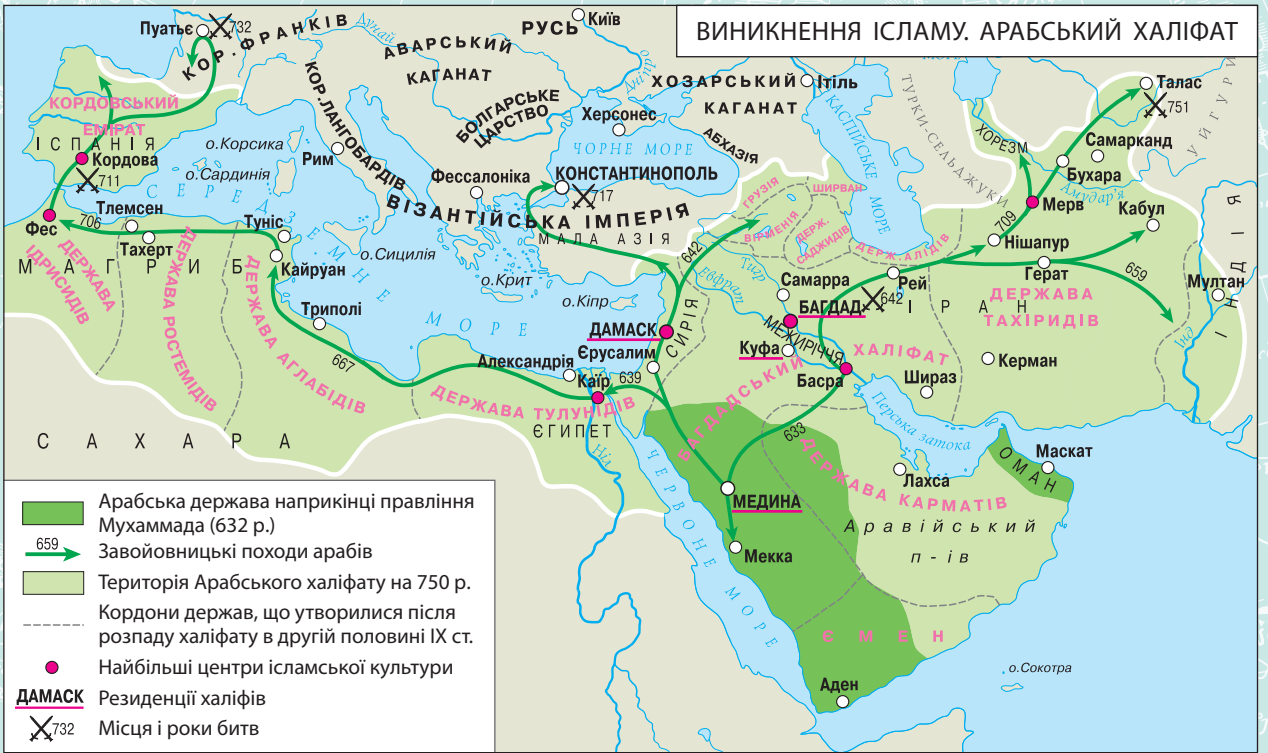 ВИНИКНЕННЯ ІСЛАМУ. АРАБСЬКИЙ ХАЛІФАТ
Пуатьє
732
КОР. ФРАНКІВ
Дунай
АВАРСЬКИЙ
КАГАНАТ
РУСЬ
Київ
Дніпро
ХОЗАРСЬКИЙ
КАГАНАТ
Ітіль
КОР. ЛАНГОБАРДІВ
БОЛГАРСЬКЕ
ЦАРСТВО
Херсонес
ЧОРНЕ МОРЕ
АБХАЗІЯ
КАСПІЙСЬКЕ МОРЕ
ТУРКИ-СЕЛЬДЖУКИ
ХОРЕЗМ
Талас
751
УЙГУРИ
Самарканд
Бухара
Амудар'я
КОРДОВСЬКИЙ
ЕМІРАТ
ІСПАНІЯ
Кордова
711
о.Корсика
о.Сардинія
Рим
Фессалоніка
КОНСТАНТИНОПОЛЬ
717
ВІЗАНТІЙСЬКА ІМПЕРІЯ
МАЛА АЗІЯ
ГРУЗІЯ
ШИРВАН
ВІРМЕНІЯ
ДЕРЖ.
САДЖИДІВ
ДЕРЖ. АЛІДІВ
709
Мерв
Нішапур
Кабул
Герат
659
Мултан
ІНДІЯ
Інд
СЕРЕДЗЕМНЕ
МОРЕ
Фес
706
Тлемсен
Тахерт
Туніс
Кайруан
о.Сицилія
о.Крит
о.Кіпр
642
Евфрат
Тигр
Самарра
БАГДАД
642
Рей
ІРАН
ДЕРЖАВА
ТАХІРИДІВ
МАГРИБ
ДЕРЖАВА
ІДРИСИДІВ
ДЕРЖАВА РОСТЕМІДІВ
ДЕРЖАВА АГЛАБІДІВ
Триполі
667
ДАМАСК
СИРІЯ
Єрусалим
Александрія
Каїр
639
Куфа
МЕЖИРІЧЧЯ
Басра
БАГДАДСЬКИЙ
ХАЛІФАТ
Шираз
Керман
Перська затока
ДЕРЖАВА ТУЛУНІДІВ
ЄГИПЕТ
Ніл
САХАРА
ЧЕРВОНЕ МОРЕ
633
ДЕРЖАВА КАРМАТІВ
Лахса
ОМАН
Маскат
МЕДИНА
Мекка
Аравійський
п-ів
ЄМЕН
Аден
о.Сокотра
Арабська держава наприкінці правління
Мухаммада (632 р.)
659
Завойовницькі походи арабів
Територія Арабського халіфату на 750 р.
Кордони держав, що утворилися після
розпаду халіфату в другій половині IX ст.
Найбільші центри ісламської культури
ДАМАСК
Резиденції халіфів
732
Місця і роки битв